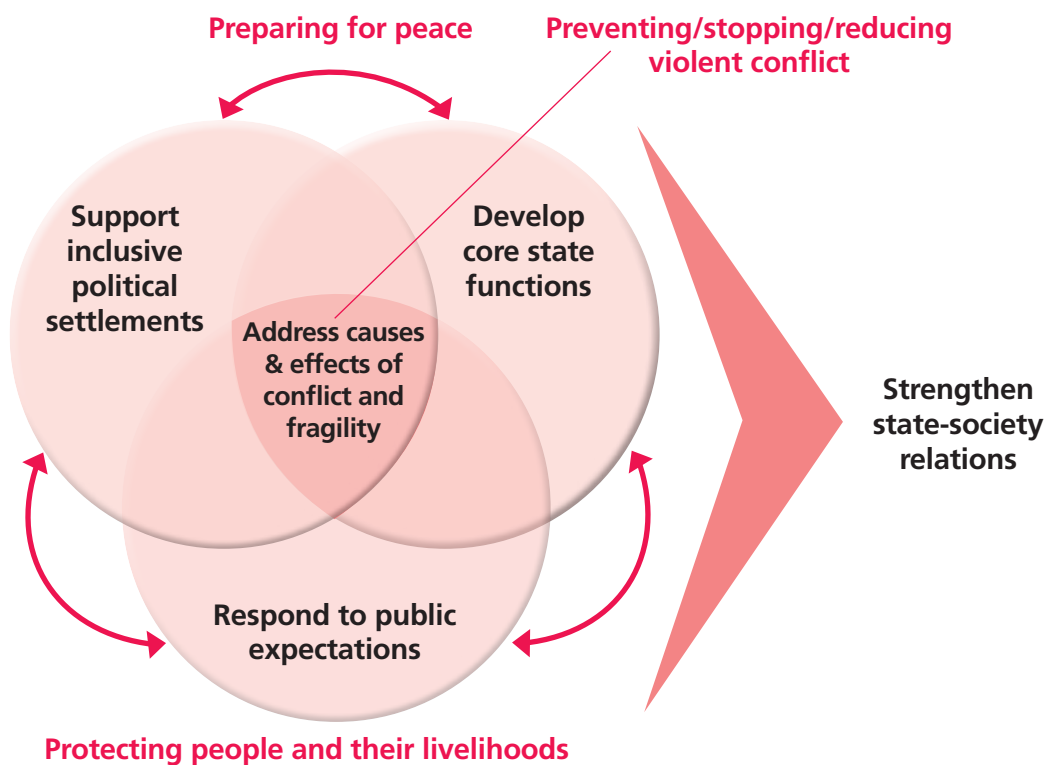 Preparing for peace
Preventing/stopping/reducing
violent conflict
Support
inclusive
political
settlements
Develop
core state
functions
Address causes
& effects of
conflict and
fragility
Strengthen
state-society
relations
Respond to public
expectations
Protecting people and their livelihoods